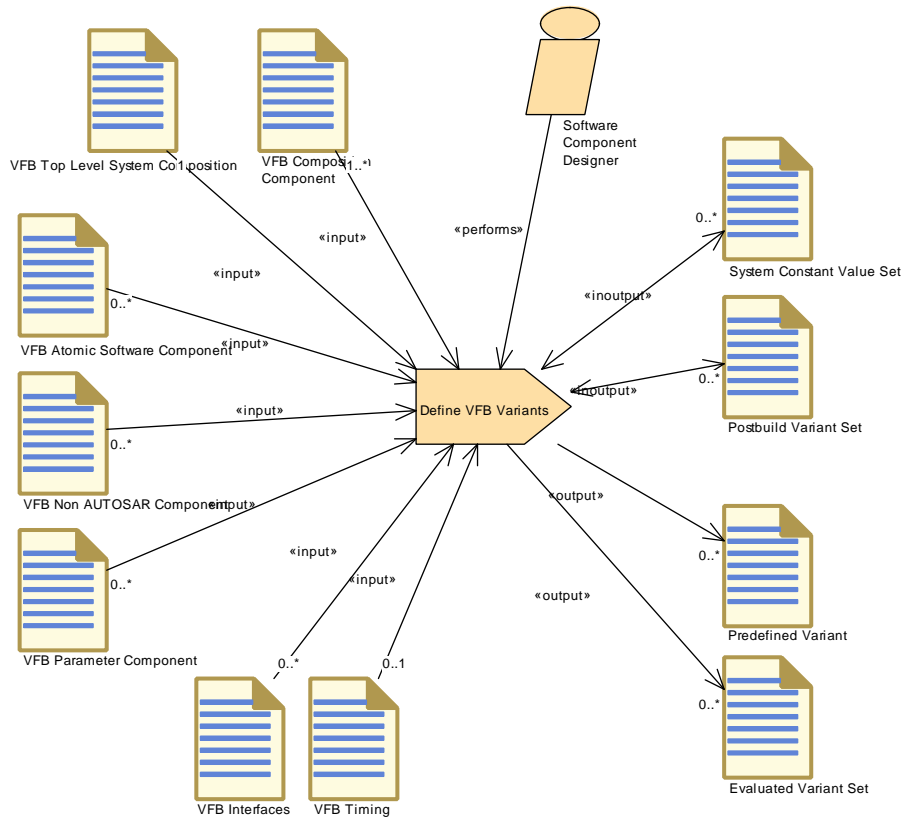 Software
Component
Designer
VFB Top Level System Co1position
VFB Composi
1..*
Component
«performs»
«input»
«input»
0..*
System Constant Value Set
«inoutput»
0..*
VFB Atomic Software Component
«input»
0..*
«inoutput»
Define VFB Variants
«input»
Postbuild Variant Set
0..*
VFB Non AUTOSAR Component
«input»
«output»
«input»
0..*
«input»
0..*
«output»
Predefined Variant
VFB Parameter Component
0..*
0..1
0..*
Evaluated Variant Set
VFB Interfaces
VFB Timing